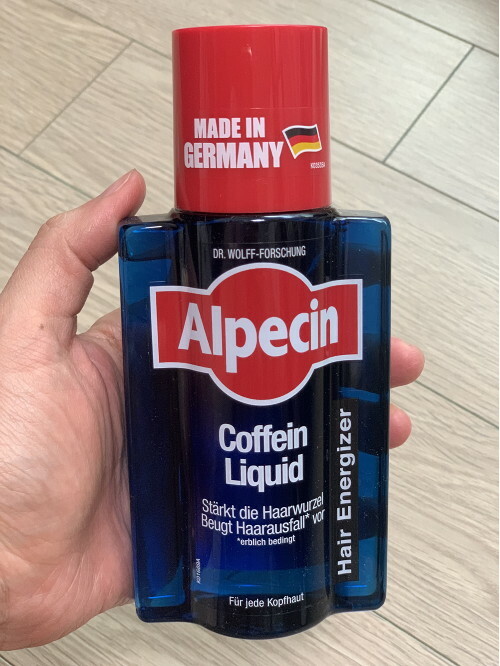 MADE IN
GERMANY
DR. WOLFF-FORSCHUNG
Alpecin
Coffein
Liquid
Stärkt die Haarwurzel
Beugt Haarausfall* vor
*erblich bedingt
Für jede Kopfhaut
Hair Energizer